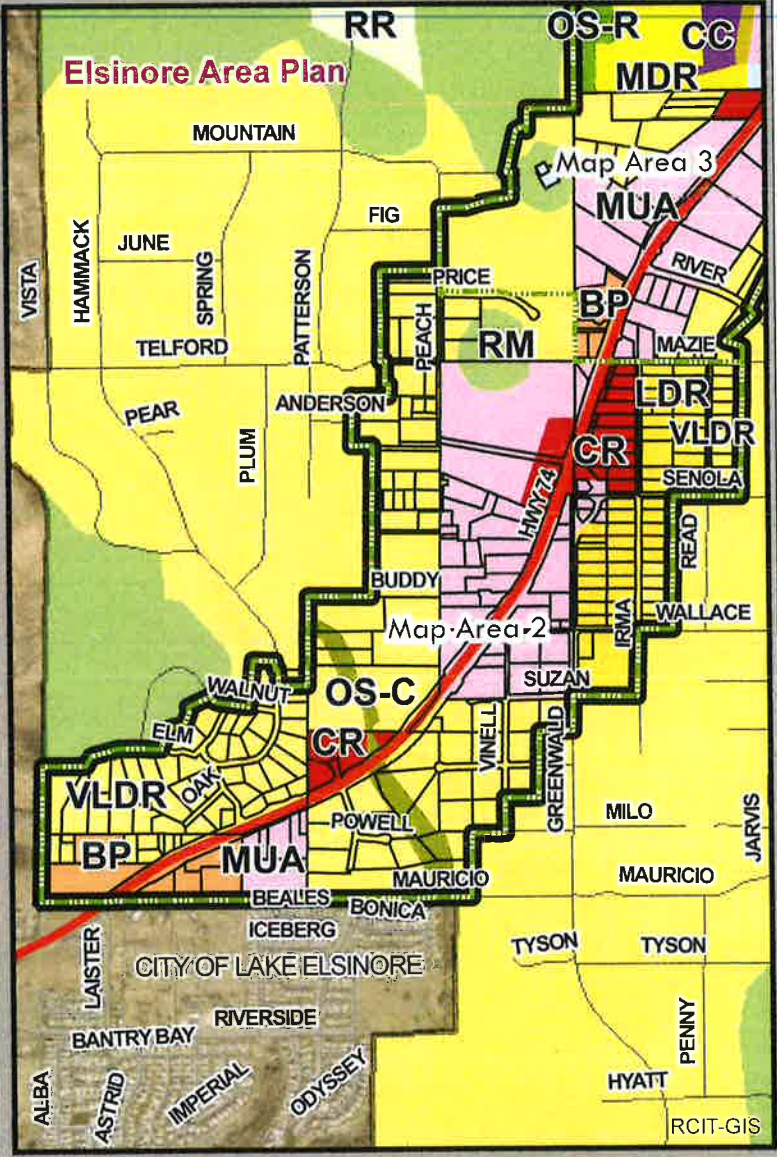 RR
OS-R
CC
Elsinore Area Plan
MDR
MOUNTAIN
Map Area 3
MUA
FIG
JUNE
VISTA
HAMMACK
SPRING
PATTERSON
PRICE
RIVER
BP
PEACH
RM
MAZIE
TELFORD
LDR
ANDERSON
PEAR
VLDR
PLUM
CR
SENOLA
HWY 74
READ
BUDDY
IRMA
WALLACE
Map Area 2
SUZAN
WALNUT
OS-C
ELM
CR
VINELL
GREENWALD
VLDR
OAK
MILO
JARVIS
POWELL
BP
MUA
MAURICIO
MAURICIO
BEALES
BONICA
ICEBERG
TYSON
TYSON
LAISTER
CITY OF LAKE ELSINORE
RIVERSIDE
BANTRY BAY
PENNY
ALBA
ASTRID
IMPERIAL
ODYSSEY
HYATT
RCIT-GIS